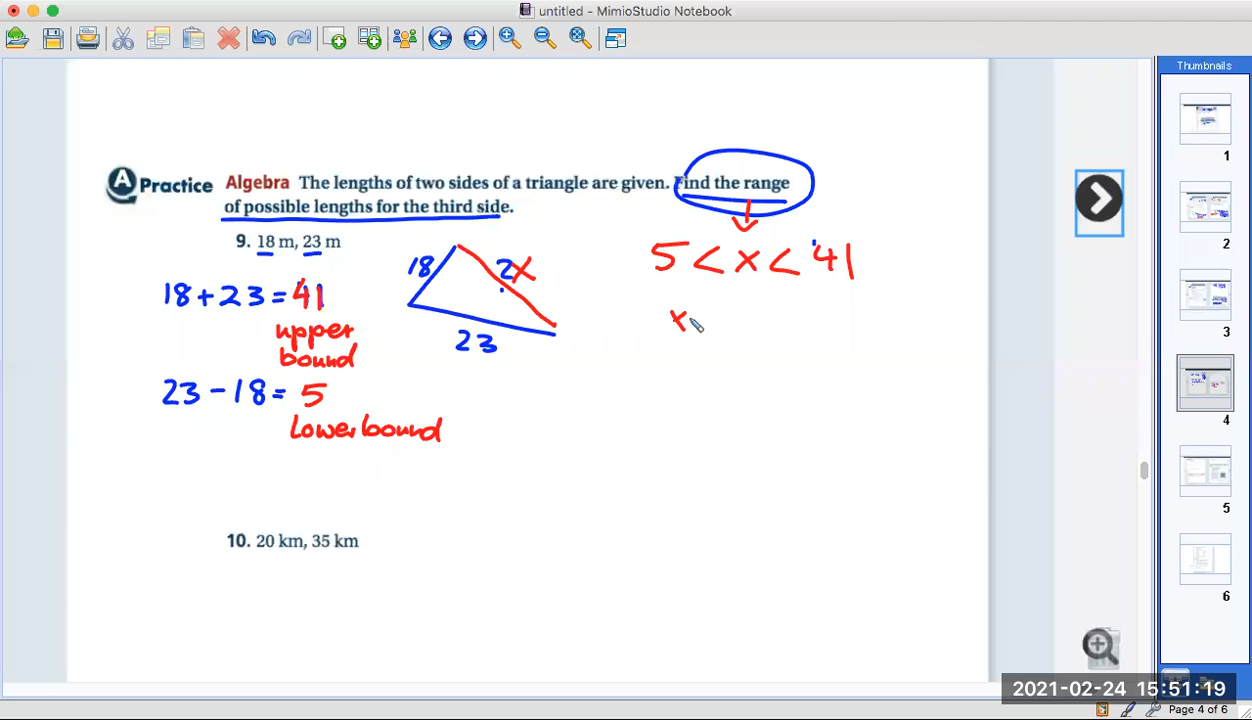 untitled - MimioStudio Notebook
Thumbnails
A Practice Algebra The lengths of two sides of a triangle are given. Find the range
of possible lengths for the third side.
9. 18 m, 23 m
18 + 23 = 41
upper
bound
23 - 18 = 5
Lower bound
18
x
23
5 < x < 41
x
10. 20 km, 35 km
1
2
3
4
5
6
2021-02-24 15:51:19
Page 4 of 6